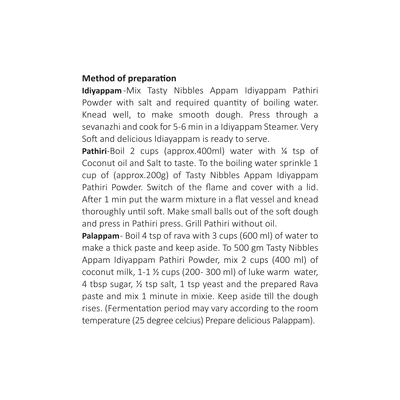 Method of preparation
Idiyappam-Mix Tasty Nibbles Appam Idiyappam Pathiri
Powder with salt and required quantity of boiling water.
Knead well, to make smooth dough. Press through a
sevanazhi and cook for 5-6 min in a Idiyappam Steamer. Very
Soft and delicious Idiyappam is ready to serve.
Pathiri-Boil 2 cups (approx.400ml) water with ¼ tsp of
Coconut oil and Salt to taste. To the boiling water sprinkle 1
cup of (approx.200g) of Tasty Nibbles Appam Idiyappam
Pathiri Powder. Switch of the flame and cover with a lid.
After 1 min put the warm mixture in a flat vessel and knead
thoroughly until soft. Make small balls out of the soft dough
and press in Pathiri press. Grill Pathiri without oil.
Palappam- Boil 4 tsp of rava with 3 cups (600 ml) of water to
make a thick paste and keep aside. To 500 gm Tasty Nibbles
Appam Idiyappam Pathiri Powder, mix 2 cups (400 ml) of
coconut milk, 1-1 ½ cups (200- 300 ml) of luke warm water,
4 tbsp sugar, ½ tsp salt, 1 tsp yeast and the prepared Rava
paste and mix 1 minute in mixie. Keep aside till the dough
rises. (Fermentation period may vary according to the room
temperature (25 degree celcius) Prepare delicious Palappam).